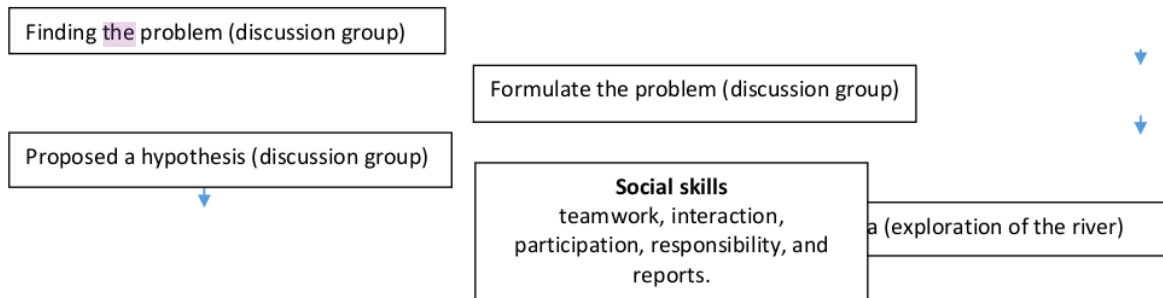 Finding the problem (discussion group)
Formulate the problem (discussion group)
Proposed a hypothesis (discussion group)
Social skills
teamwork, interaction,
participation, responsibility, and
reports.
a (exploration of the river)